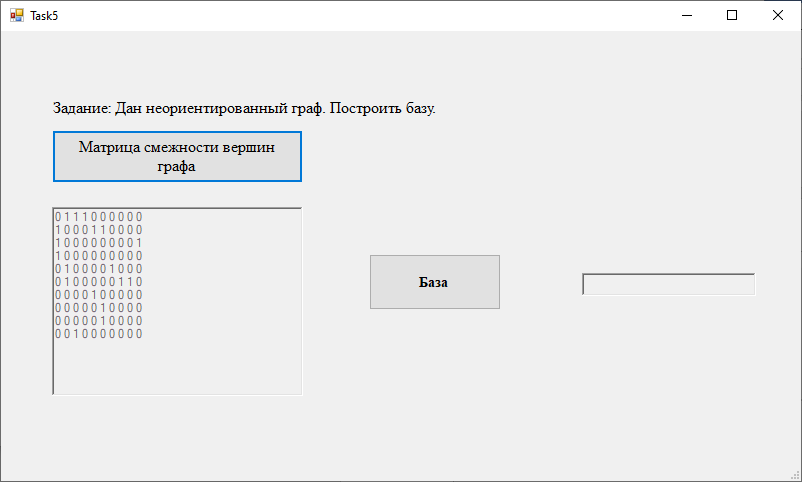 Task5
Задание: Дан неориентированный граф. Построить базу.
Матрица смежности вершин
графа
0 1 1 1 0 0 0 0 0 0
1 0 0 0 1 1 0 0 0 0
1 0 0 0 0 0 0 0 0 1
1 0 0 0 0 0 0 0 0 0
0 1 0 0 0 0 1 0 0 0
0 1 0 0 0 0 0 1 1 0
0 0 0 0 1 0 0 0 0 0
0 0 0 0 0 1 0 0 0 0
0 0 0 0 0 1 0 0 0 0
0 0 1 0 0 0 0 0 0 0
База